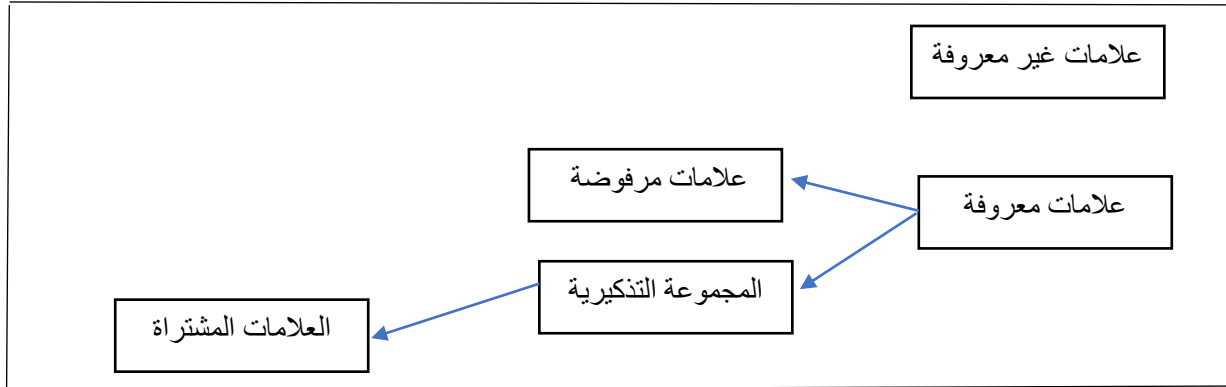 علامات غير معروفة
علامات مرفوضة
علامات معروفة
المجموعة التذكيرية
العلامات المشتراة